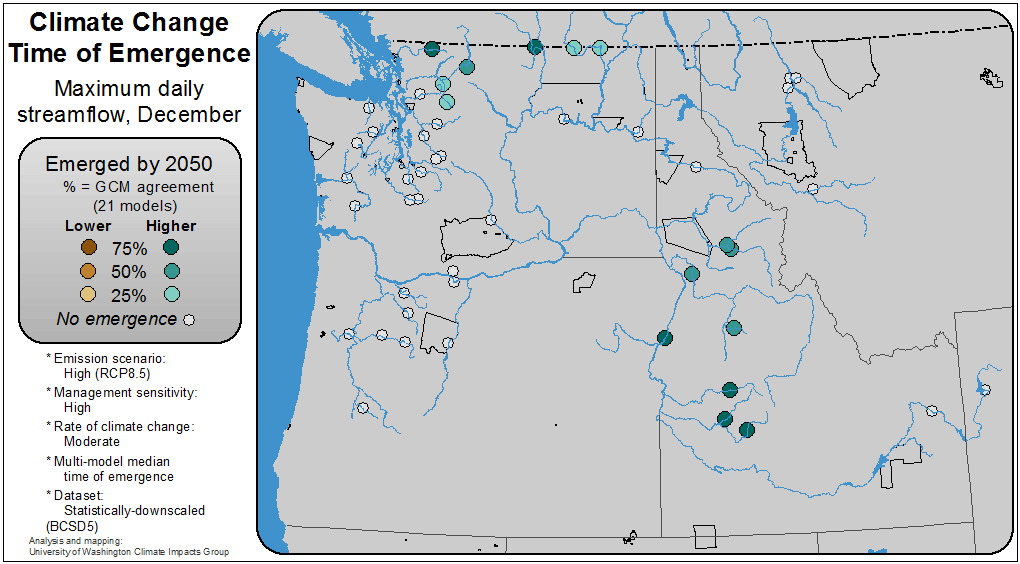 Climate Change
Time of Emergence
Maximum daily
streamflow, December
Emerged by 2050
% = GCM agreement
(21 models)
Lower Higher
75%
50%
25%
No emergence
* Emission scenario:
High (RCP8.5)
* Management sensitivity:
High
* Rate of climate change:
Moderate
* Multi-model median
time of emergence
* Dataset:
Statistically-downscaled
(BCSD5)
Analysis and mapping:
University of Washington Climate Impacts Group